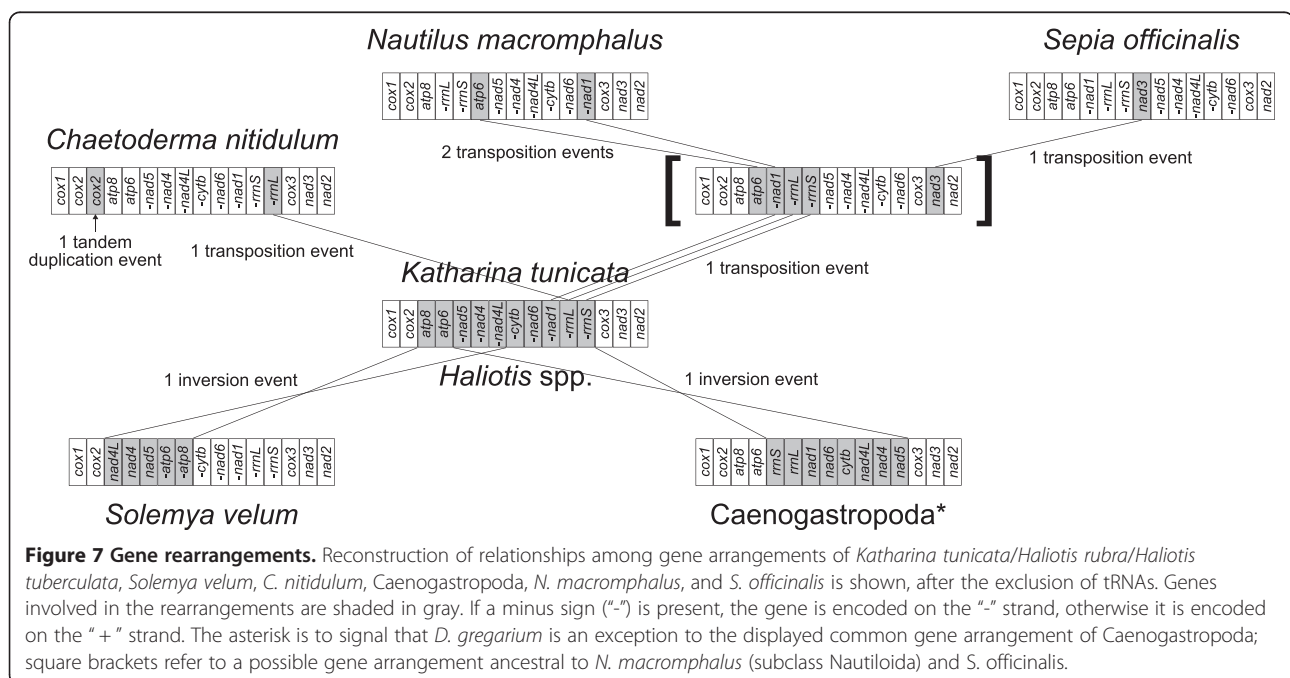 Nautilus macromphalus
Sepia officinalis
cox1 cox2 atp8 -rrnL -rrnS atp6 -nad5 -nad4 -nad4L -cytb -nad6 -nad1 cox3 nad3 nad2
cox1 cox2 atp8 atp6 -nad1 -rrnL -rrnS nad3 -nad5 -nad4 -nad4L -cytb -nad6 cox3 nad2
Chaetoderma nitidulum
2 transposition events
1 transposition event
cox1 cox2 cox2 atp8 atp6 -nad5 -nad4 -nad4L -cytb -nad6 -nad1 -rrnS -rrnL cox3 nad3 nad2
[ cox1 cox2 atp8 atp6 -nad1 -rrnL -rrnS -nad5 -nad4 -nad4L -cytb -nad6 cox3 nad3 nad2 ]
1 tandem
duplication event
1 transposition event
1 transposition event
Katharina tunicata
cox1 cox2 atp8 atp6 -nad5 -nad4 -nad4L -cytb -nad6 -nad1 -rrnL -rrnS cox3 nad3 nad2
Haliotis spp.
1 inversion event
1 inversion event
cox1 cox2 nad4L nad4 nad5 -atp6 -atp8 -cytb -nad6 -nad1 -rrnL -rrnS cox3 nad3 nad2
cox1 cox2 atp8 atp6 rrnS rrnL nad1 nad6 cytb nad4L nad4 nad5 cox3 nad3 nad2
Solemya velum
Caenogastropoda*
Figure 7 Gene rearrangements. Reconstruction of relationships among gene arrangements of Katharina tunicata/Haliotis rubra/Haliotis
tuberculata, Solemya velum, C. nitidulum, Caenogastropoda, N. macromphalus, and S. officinalis is shown, after the exclusion of tRNAs. Genes
involved in the rearrangements are shaded in gray. If a minus sign ("-") is present, the gene is encoded on the "-" strand, otherwise it is encoded
on the " + " strand. The asterisk is to signal that D. gregarium is an exception to the displayed common gene arrangement of Caenogastropoda;
square brackets refer to a possible gene arrangement ancestral to N. macromphalus (subclass Nautiloida) and S. officinalis.